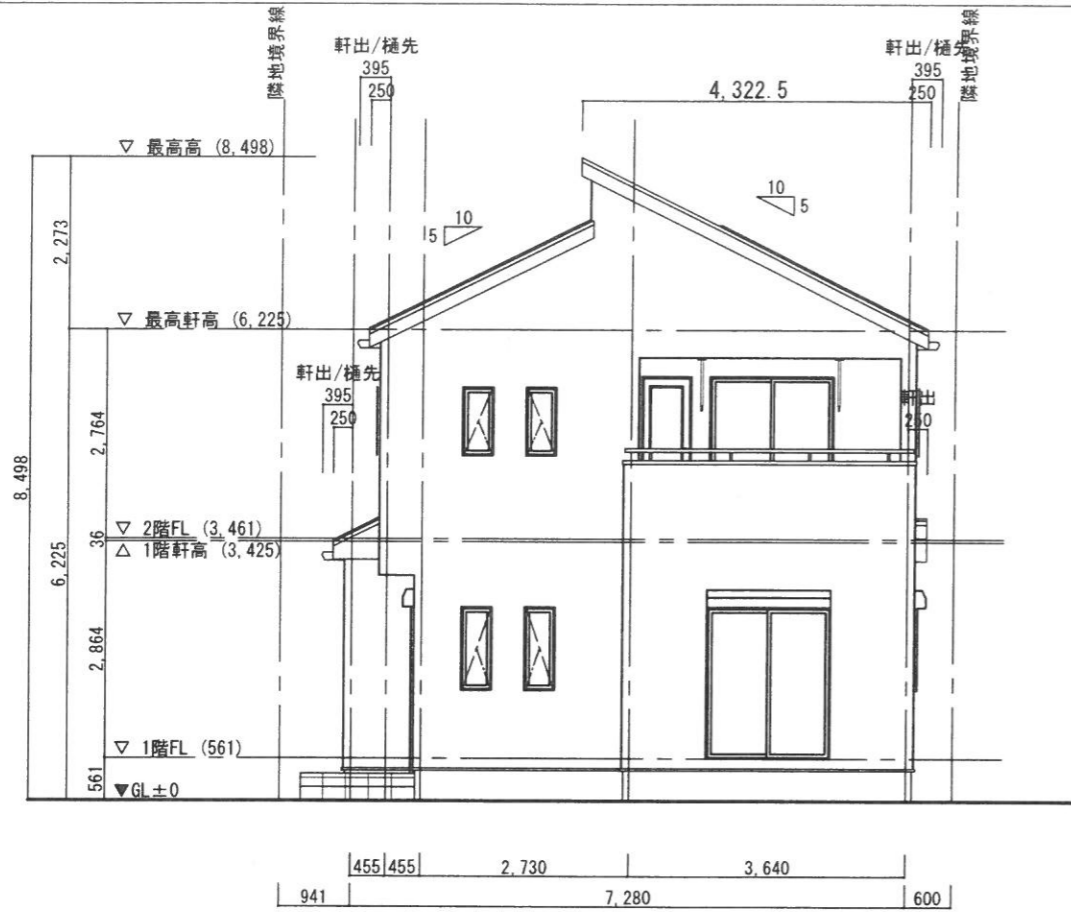 隣地境界線
隣地境界線
軒出/樋先
395
250
4,322.5
軒出/樋先
395
250
▽ 最高高 (8,498)
10
5
10
5
▽ 最高軒高 (6,225)
軒出/樋先
395
250
軒出
250
▽ 2階FL (3,461)
△ 1階軒高 (3,425)
▽ 1階FL (561)
▼GL±0
8,498
2,273
6,225
2,764
36
2,864
561
455
455
2,730
3,640
941
7,280
600